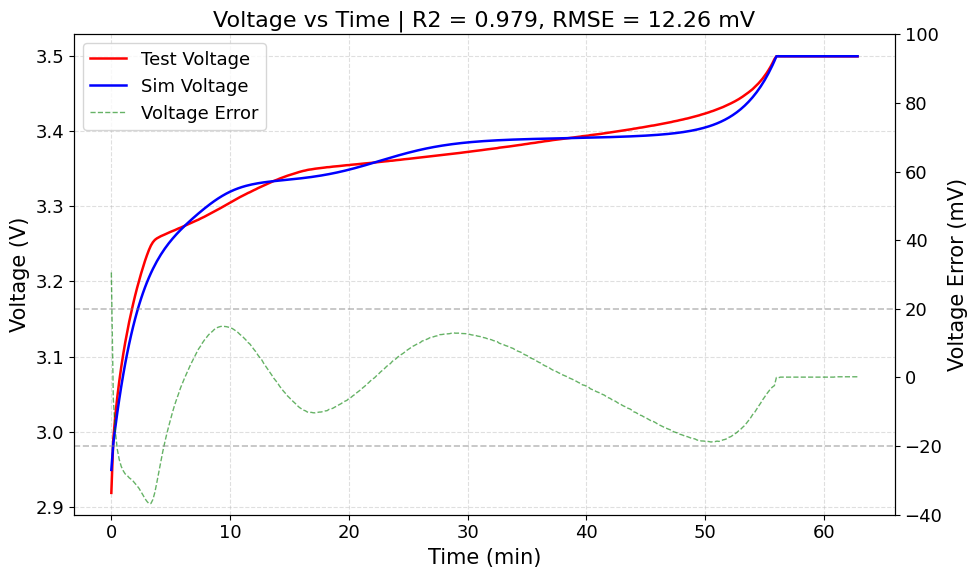 Voltage vs Time | R2 = 0.979, RMSE = 12.26 mV
Test Voltage
Sim Voltage
Voltage Error
Voltage (V)
3.5
3.4
3.3
3.2
3.1
3.0
2.9
0 10 20 30 40 50 60
Time (min)
100
80
60
40
20
0
−20
−40
Voltage Error (mV)